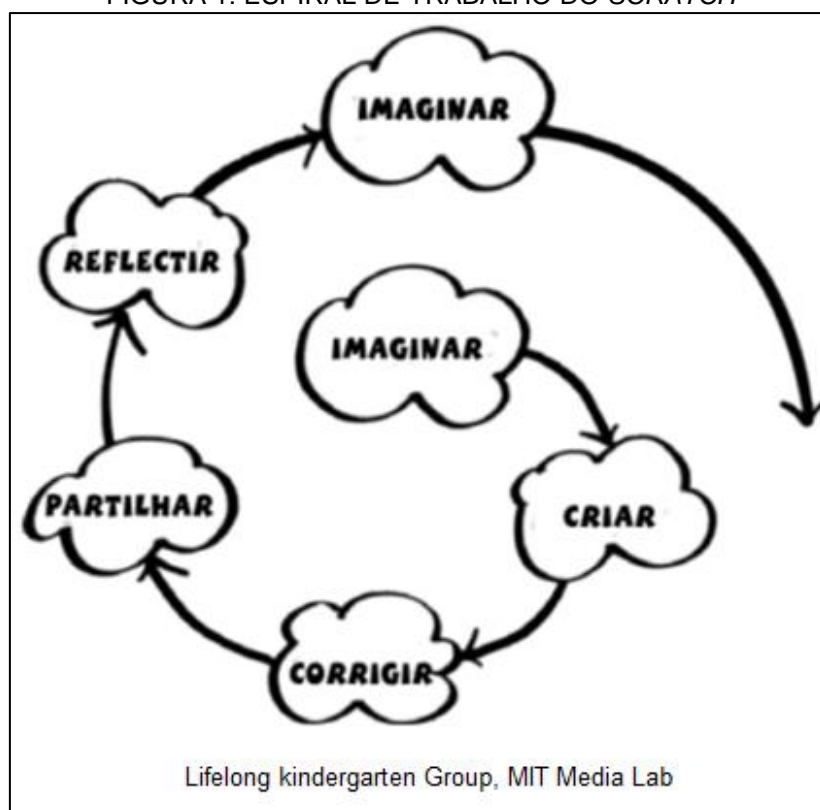 FIGURA 1: ESPIRAL DE TRABALHO DO SCRATCH
IMAGINAR
CRIAR
CORRIGIR
PARTILHAR
REFLECTIR
IMAGINAR
Lifelong kindergarten Group, MIT Media Lab